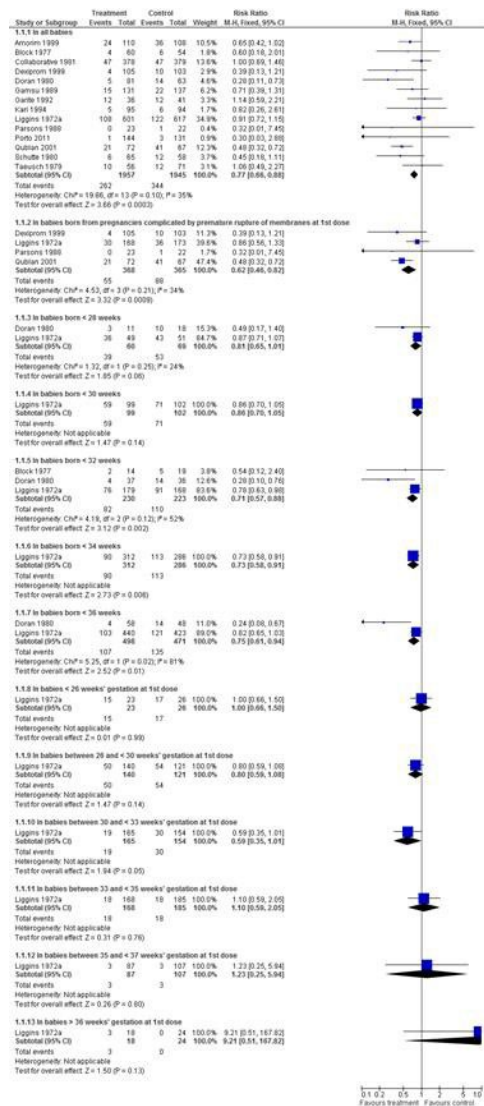 Treatment Control Risk Ratio Risk Ratio
Study or Subgroup Events Total Events Total Weight M-H, Fixed, 95% CI M-H, Fixed, 95% CI
1.1.1 In all babies
Amorim 1999 24 110 36 108 10.5% 0.65 [0.42, 1.02]
Block 1977 4 60 6 54 1.8% 0.60 [0.18, 2.01]
Collaborative 1981 47 378 47 379 1.00 [0.69, 1.46]
Dexiprom 1999 4 105 10 103 0.39 [0.13, 1.21]
Doran 1980 5 81 14 63 0.28 [0.11, 0.73]
Gamsu 1989 15 131 22 137 0.71 [0.39, 1.31]
Garite 1992 12 36 12 41 1.14 [0.59, 2.21]
Kari 1994 5 95 6 94 0.82 [0.26, 2.61]
Liggins 1972a 108 601 122 617 0.91 [0.72, 1.15]
Parsons 1988 0 23 1 22 0.32 [0.01, 7.45]
Porto 2011 1 144 3 131 0.30 [0.03, 2.88]
Qublan 2001 21 72 41 67 0.48 [0.32, 0.72]
Schutte 1980 6 65 12 58 0.45 [0.18, 1.11]
Taeusch 1979 10 56 12 71 1.06 [0.49, 2.27]
Subtotal (95% CI) 1957 1945 100.0% 0.77 [0.66, 0.88]
Total events 262 344
Heterogeneity: Chi² = 19.86, df = 13 (P = 0.10); I² = 35%
Test for overall effect: Z = 3.66 (P = 0.0003)
1.1.2 In babies born from pregnancies complicated by premature rupture of membranes at 1st dose
Dexiprom 1999 4 105 10 103 11.3% 0.39 [0.13, 1.21]
Liggins 1972a 30 168 36 173 0.86 [0.56, 1.33]
Parsons 1988 0 23 1 22 0.32 [0.01, 7.45]
Qublan 2001 21 72 41 67 0.48 [0.32, 0.72]
Subtotal (95% CI) 368 365 100.0% 0.62 [0.46, 0.82]
Total events 55 88
Heterogeneity: Chi² = 4.53, df = 3 (P = 0.21); I² = 34%
Test for overall effect: Z = 3.32 (P = 0.0009)
1.1.3 In babies born < 28 weeks
Doran 1980 3 11 10 18 15.3% 0.49 [0.17, 1.40]
Liggins 1972a 36 49 43 51 84.7% 0.87 [0.71, 1.07]
Subtotal (95% CI) 60 69 100.0% 0.81 [0.65, 1.01]
Total events 39 53
Heterogeneity: Chi² = 1.32, df = 1 (P = 0.25); I² = 24%
Test for overall effect: Z = 1.85 (P = 0.06)
1.1.4 In babies born < 30 weeks
Liggins 1972a 59 99 71 102 100.0% 0.86 [0.70, 1.05]
Subtotal (95% CI) 99 102 100.0% 0.86 [0.70, 1.05]
Total events 59 71
Heterogeneity: Not applicable
Test for overall effect: Z = 1.47 (P = 0.14)
1.1.5 In babies born < 32 weeks
Block 1977 2 14 5 19 3.8% 0.54 [0.12, 2.40]
Doran 1980 4 37 14 36 12.6% 0.28 [0.10, 0.76]
Liggins 1972a 76 179 91 168 83.6% 0.78 [0.63, 0.98]
Subtotal (95% CI) 230 223 100.0% 0.71 [0.57, 0.88]
Total events 82 110
Heterogeneity: Chi² = 4.18, df = 2 (P = 0.12); I² = 52%
Test for overall effect: Z = 3.12 (P = 0.002)
1.1.6 In babies born < 34 weeks
Liggins 1972a 90 312 113 286 100.0% 0.73 [0.58, 0.91]
Subtotal (95% CI) 312 286 100.0% 0.73 [0.58, 0.91]
Total events 90 113
Heterogeneity: Not applicable
Test for overall effect: Z = 2.73 (P = 0.006)
1.1.7 In babies born < 36 weeks
Doran 1980 4 58 14 48 11.0% 0.24 [0.08, 0.67]
Liggins 1972a 103 440 121 423 89.0% 0.82 [0.65, 1.03]
Subtotal (95% CI) 498 471 100.0% 0.75 [0.61, 0.94]
Total events 107 135
Heterogeneity: Chi² = 5.25, df = 1 (P = 0.02); I² = 81%
Test for overall effect: Z = 2.52 (P = 0.01)
1.1.8 In babies < 26 weeks' gestation at 1st dose
Liggins 1972a 15 23 17 26 100.0% 1.00 [0.66, 1.50]
Subtotal (95% CI) 23 26 100.0% 1.00 [0.66, 1.50]
Total events 15 17
Heterogeneity: Not applicable
Test for overall effect: Z = 0.01 (P = 0.99)
1.1.9 In babies between 26 and < 30 weeks' gestation at 1st dose
Liggins 1972a 50 140 54 121 100.0% 0.80 [0.59, 1.08]
Subtotal (95% CI) 140 121 100.0% 0.80 [0.59, 1.08]
Total events 50 54
Heterogeneity: Not applicable
Test for overall effect: Z = 1.47 (P = 0.14)
1.1.10 In babies between 30 and < 33 weeks' gestation at 1st dose
Liggins 1972a 19 165 30 154 100.0% 0.59 [0.35, 1.01]
Subtotal (95% CI) 165 154 100.0% 0.59 [0.35, 1.01]
Total events 19 30
Heterogeneity: Not applicable
Test for overall effect: Z = 1.94 (P = 0.05)
1.1.11 In babies between 33 and < 35 weeks' gestation at 1st dose
Liggins 1972a 18 168 18 185 100.0% 1.10 [0.59, 2.05]
Subtotal (95% CI) 168 185 100.0% 1.10 [0.59, 2.05]
Total events 18 18
Heterogeneity: Not applicable
Test for overall effect: Z = 0.31 (P = 0.76)
1.1.12 In babies between 35 and < 37 weeks' gestation at 1st dose
Liggins 1972a 3 87 3 107 100.0% 1.23 [0.25, 5.94]
Subtotal (95% CI) 87 107 100.0% 1.23 [0.25, 5.94]
Total events 3 3
Heterogeneity: Not applicable
Test for overall effect: Z = 0.26 (P = 0.80)
1.1.13 In babies > 36 weeks' gestation at 1st dose
Liggins 1972a 3 18 0 24 100.0% 9.21 [0.51, 167.82]
Subtotal (95% CI) 18 24 100.0% 9.21 [0.51, 167.82]
Total events 3 0
Heterogeneity: Not applicable
Test for overall effect: Z = 1.50 (P = 0.13)
0.1 0.2 0.5 1 2 5 10
Favours treatment Favours control